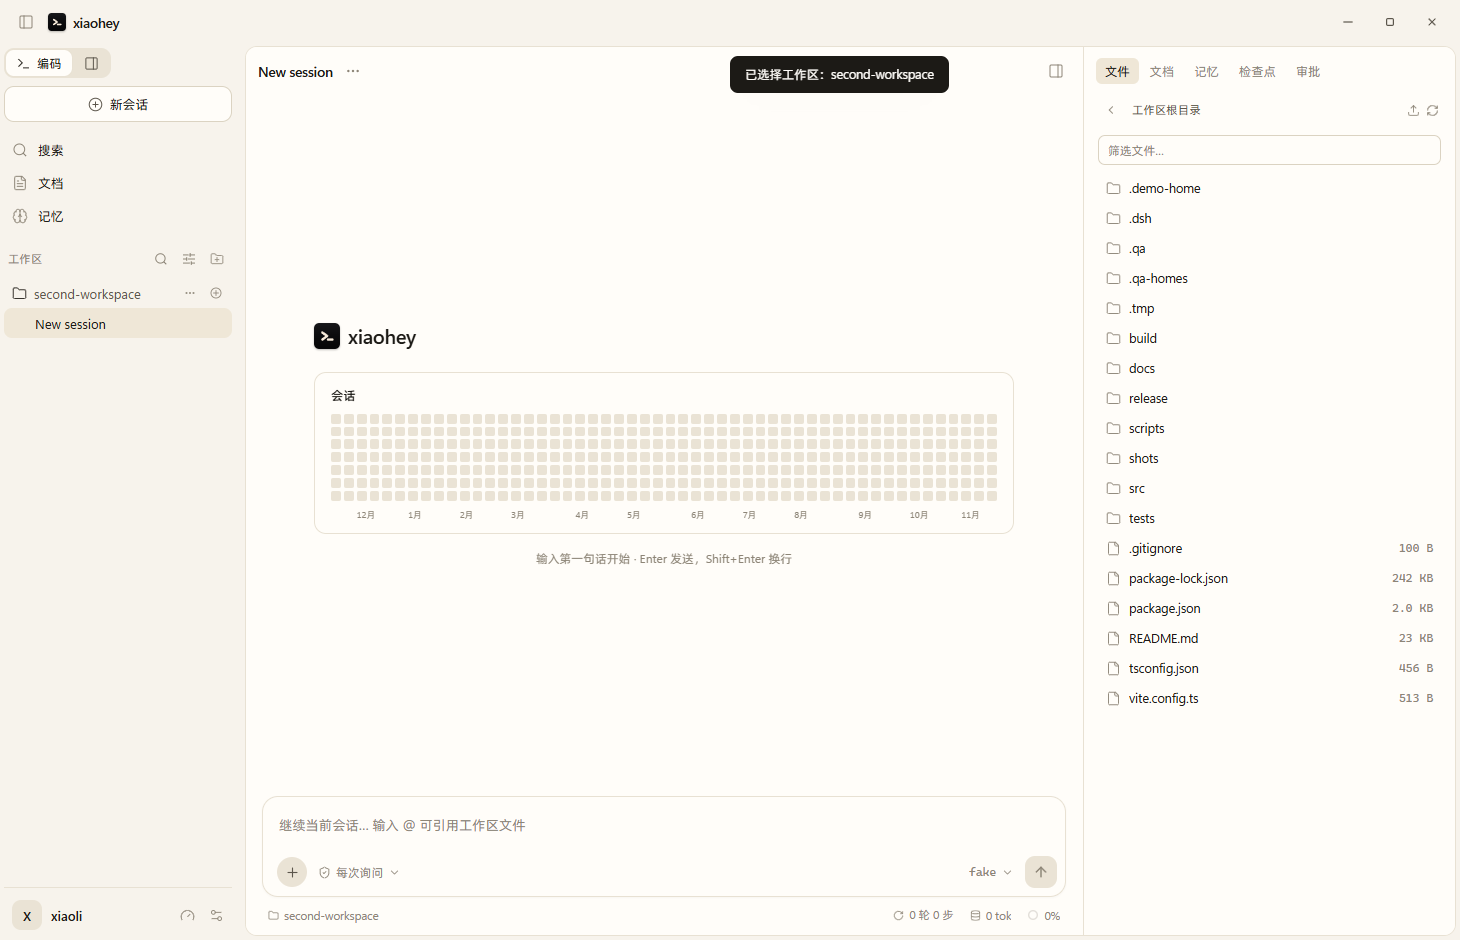 xiaohey
编码
新会话
搜索
文档
记忆
工作区
second-workspace
New session
X xiaoli
New session
已选择工作区：second-workspace
xiaohey
会话
12月 1月 2月 3月 4月 5月 6月 7月 8月 9月 10月 11月
输入第一句话开始 · Enter 发送，Shift+Enter 换行
继续当前会话... 输入 @ 可引用工作区文件
每次询问
fake
second-workspace
0 轮 0 步
0 tok
0%
文件 文档 记忆 检查点 审批
工作区根目录
筛选文件...
.demo-home
.dsh
.qa
.qa-homes
.tmp
build
docs
release
scripts
shots
src
tests
.gitignore 100 B
package-lock.json 242 KB
package.json 2.0 KB
README.md 23 KB
tsconfig.json 456 B
vite.config.ts 513 B